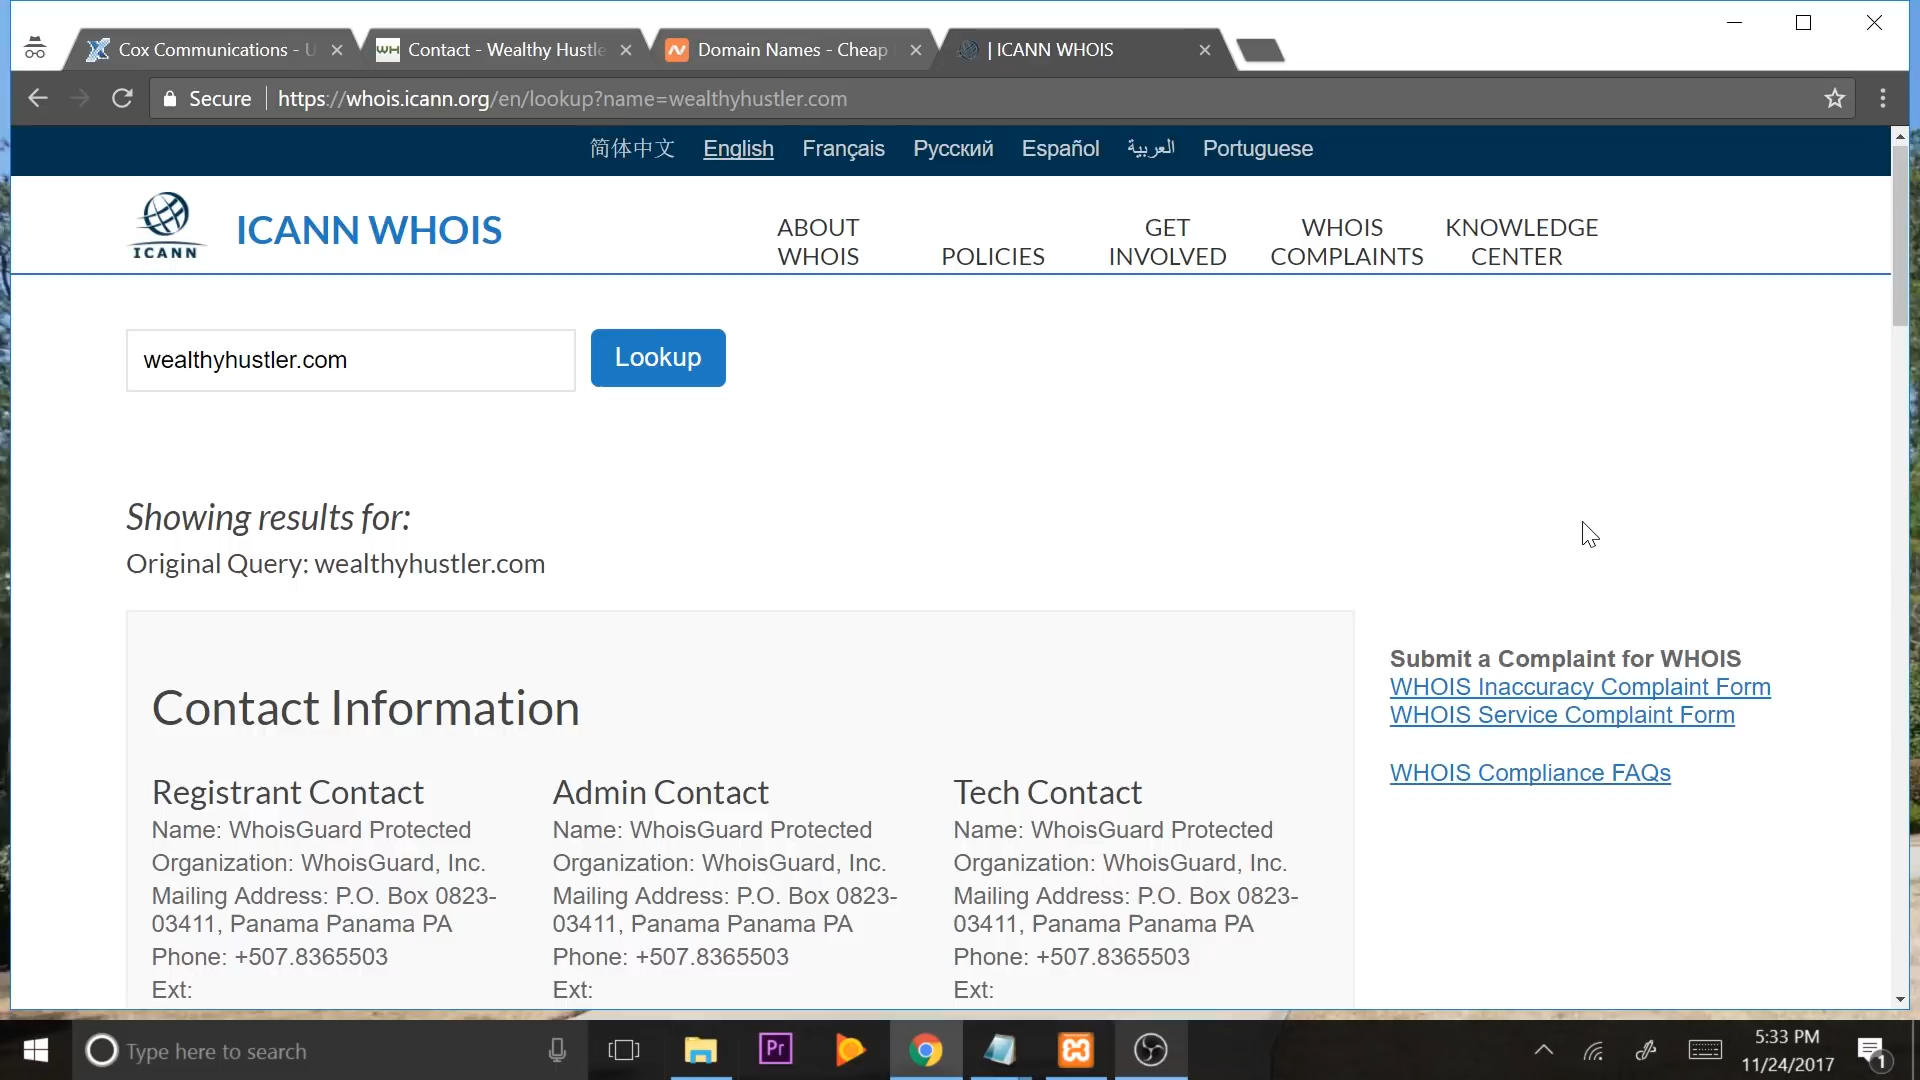 Cox Communications - U
Contact - Wealthy Hustle
Domain Names - Cheap
| ICANN WHOIS
Secure
https://whois.icann.org/en/lookup?name=wealthyhustler.com
简体中文 English Français Русский Español العربية Portuguese
ICANN
ICANN WHOIS
ABOUT
WHOIS
POLICIES
GET
INVOLVED
WHOIS
COMPLAINTS
KNOWLEDGE
CENTER
wealthyhustler.com
Lookup
Showing results for:
Original Query: wealthyhustler.com
Contact Information
Registrant Contact
Name: WhoisGuard Protected
Organization: WhoisGuard, Inc.
Mailing Address: P.O. Box 0823-
03411, Panama Panama PA
Phone: +507.8365503
Ext:
Admin Contact
Name: WhoisGuard Protected
Organization: WhoisGuard, Inc.
Mailing Address: P.O. Box 0823-
03411, Panama Panama PA
Phone: +507.8365503
Ext:
Tech Contact
Name: WhoisGuard Protected
Organization: WhoisGuard, Inc.
Mailing Address: P.O. Box 0823-
03411, Panama Panama PA
Phone: +507.8365503
Ext:
Submit a Complaint for WHOIS
WHOIS Inaccuracy Complaint Form
WHOIS Service Complaint Form
WHOIS Compliance FAQs
Type here to search
Pr
5:33 PM
11/24/2017
1